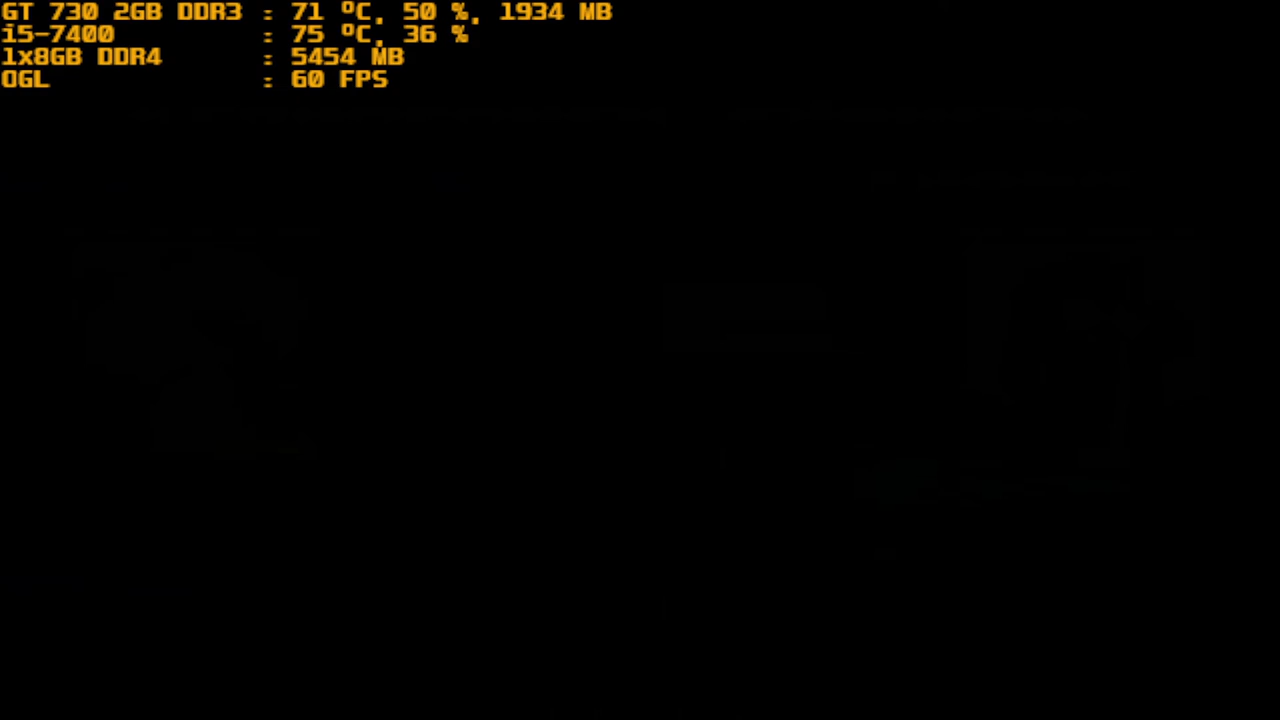 GT 730 2GB DDR3 : 71 ºC, 50 %, 1934 MB
i5-7400 : 75 ºC, 36 %
1x8GB DDR4 : 5454 MB
OGL : 60 FPS